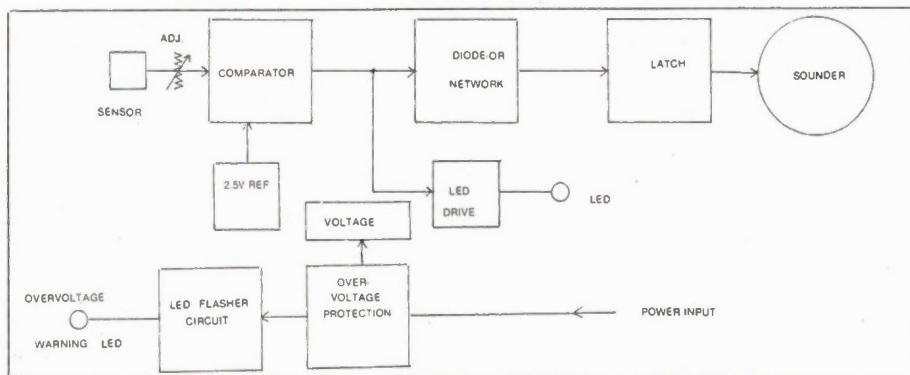 ADJ.
SENSOR
COMPARATOR
2.5V REF
DIODE-OR
NETWORK
LATCH
SOUNDER
LED
DRIVE
LED
VOLTAGE
OVERVOLTAGE
WARNING LED
LED FLASHER
CIRCUIT
OVER-
VOLTAGE
PROTECTION
POWER INPUT